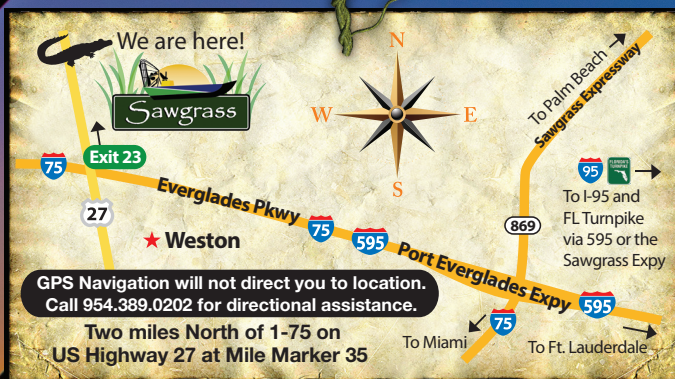 We are here!
Sawgrass
N
W
E
S
To Palm Beach
Sawgrass Expressway
Exit 23
75
27
Everglades Pkwy
75
595
Port Everglades Expy
595
869
75
★ Weston
95
FLORIDA'S
TURNPIKE
To I-95 and
FL Turnpike
via 595 or the
Sawgrass Expy
GPS Navigation will not direct you to location.
Call 954.389.0202 for directional assistance.
Two miles North of 1-75 on
US Highway 27 at Mile Marker 35
To Miami
To Ft. Lauderdale